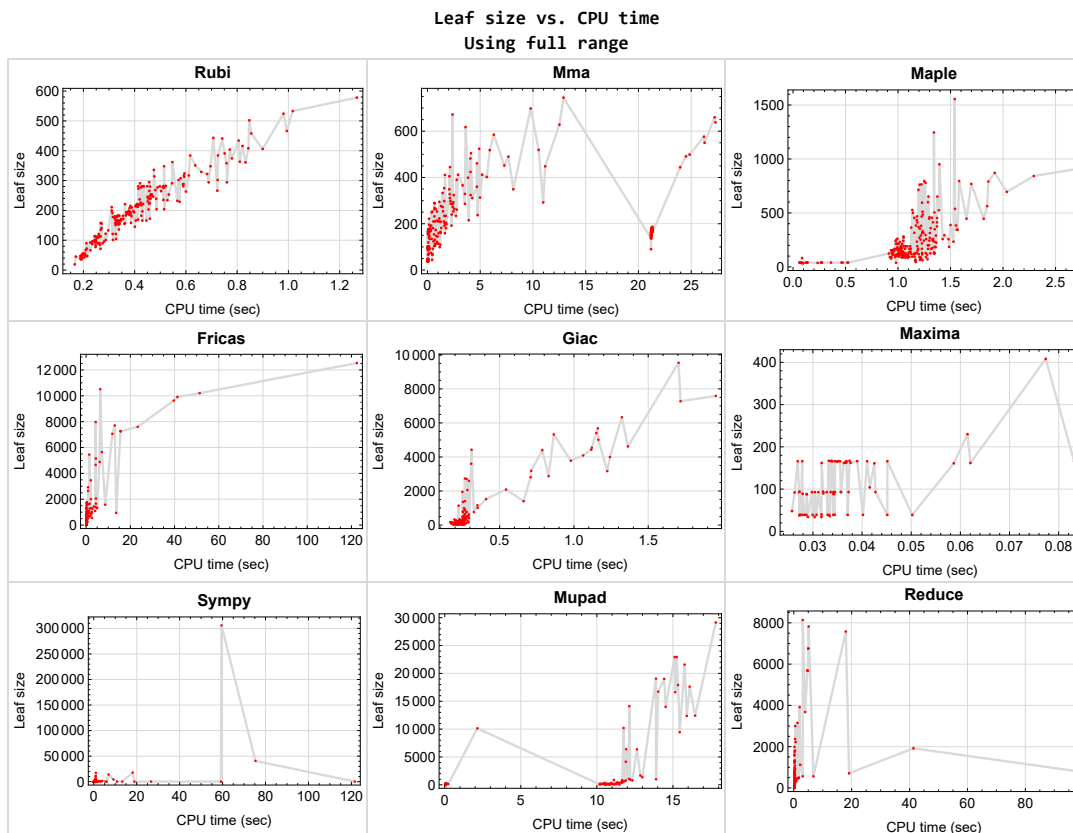 Leaf size vs. CPU time
Using full range
Rubi
Leaf size
600
500
400
300
200
100
0
0.2 0.4 0.6 0.8 1.0 1.2
CPU time (sec)
Mma
Leaf size
600
400
200
0
0 5 10 15 20 25
CPU time (sec)
Maple
Leaf size
1500
1000
500
0
0.0 0.5 1.0 1.5 2.0 2.5
CPU time (sec)
Fricas
Leaf size
12 000
10 000
8000
6000
4000
2000
0
0 20 40 60 80 100 120
CPU time (sec)
Giac
Leaf size
10 000
8000
6000
4000
2000
0
0.5 1.0 1.5
CPU time (sec)
Maxima
Leaf size
400
300
200
100
0
0.03 0.04 0.05 0.06 0.07 0.08
CPU time (sec)
Sympy
Leaf size
300 000
250 000
200 000
150 000
100 000
50 000
0
0 20 40 60 80 100 120
CPU time (sec)
Mupad
Leaf size
30 000
25 000
20 000
15 000
10 000
5000
0
0 5 10 15
CPU time (sec)
Reduce
Leaf size
8000
6000
4000
2000
0
0 20 40 60 80
CPU time (sec)